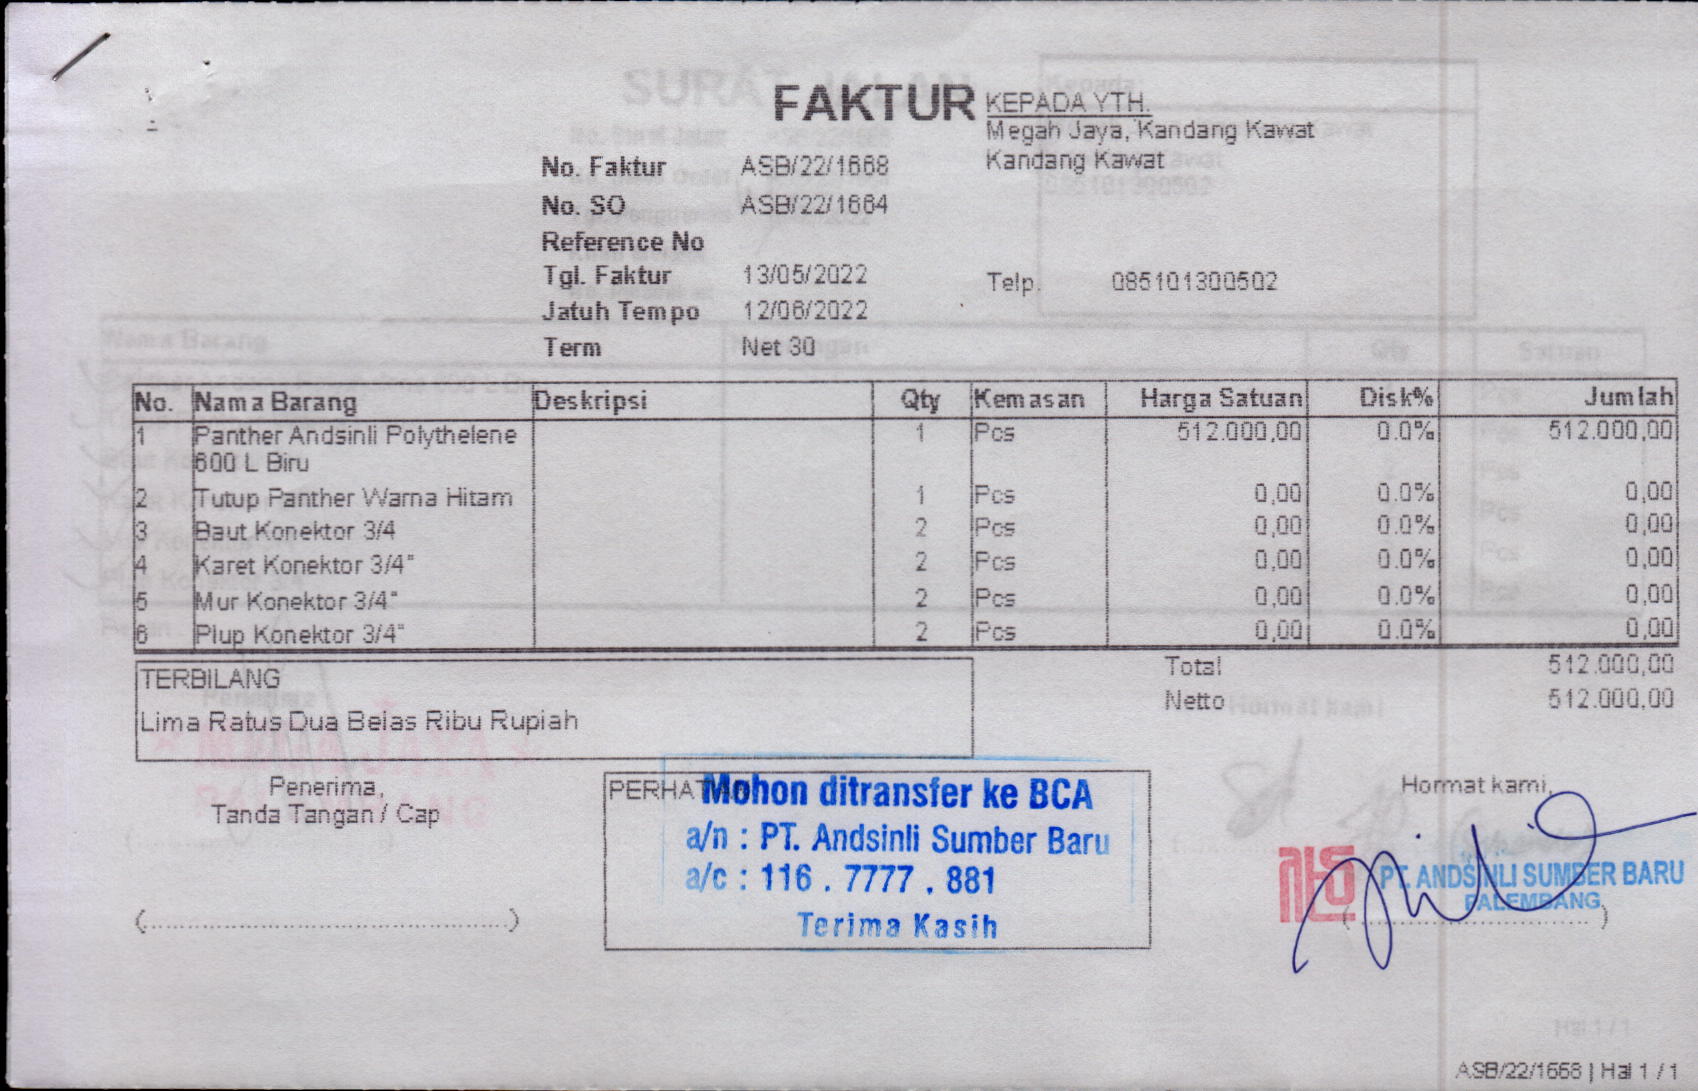 FAKTUR
KEPADA YTH.
Megah Jaya, Kandang Kawat
Kandang Kawat
No. Faktur ASB/22/1668
No. SO ASB/22/1664
Reference No
Tgl. Faktur 13/05/2022
Telp. 085101300502
Jatuh Tempo 12/06/2022
Term Net 30
No. Nama Barang Deskripsi Qty Kemasan Harga Satuan Disk% Jumlah
1 Panther Andsinli Polythelene 1 Pcs 512.000,00 0.0% 512.000,00
600 L Biru
2 Tutup Panther Warna Hitam 1 Pcs 0,00 0.0% 0,00
3 Baut Konektor 3/4 2 Pcs 0,00 0.0% 0,00
4 Karet Konektor 3/4" 2 Pcs 0,00 0.0% 0,00
5 Mur Konektor 3/4" 2 Pcs 0,00 0.0% 0,00
6 Plup Konektor 3/4" 2 Pcs 0,00 0.0% 0,00
Total 512.000,00
Netto 512.000,00
TERBILANG
Lima Ratus Dua Belas Ribu Rupiah
Penerima,
Tanda Tangan / Cap
(........................................)
Mohon ditransfer ke BCA
a/n : PT. Andsinli Sumber Baru
a/c : 116 . 7777 . 881
Terima Kasih
Hormat kami,
PT. ANDSINLI SUMBER BARU
PALEMBANG
ASB/22/1668 | Hal 1 / 1